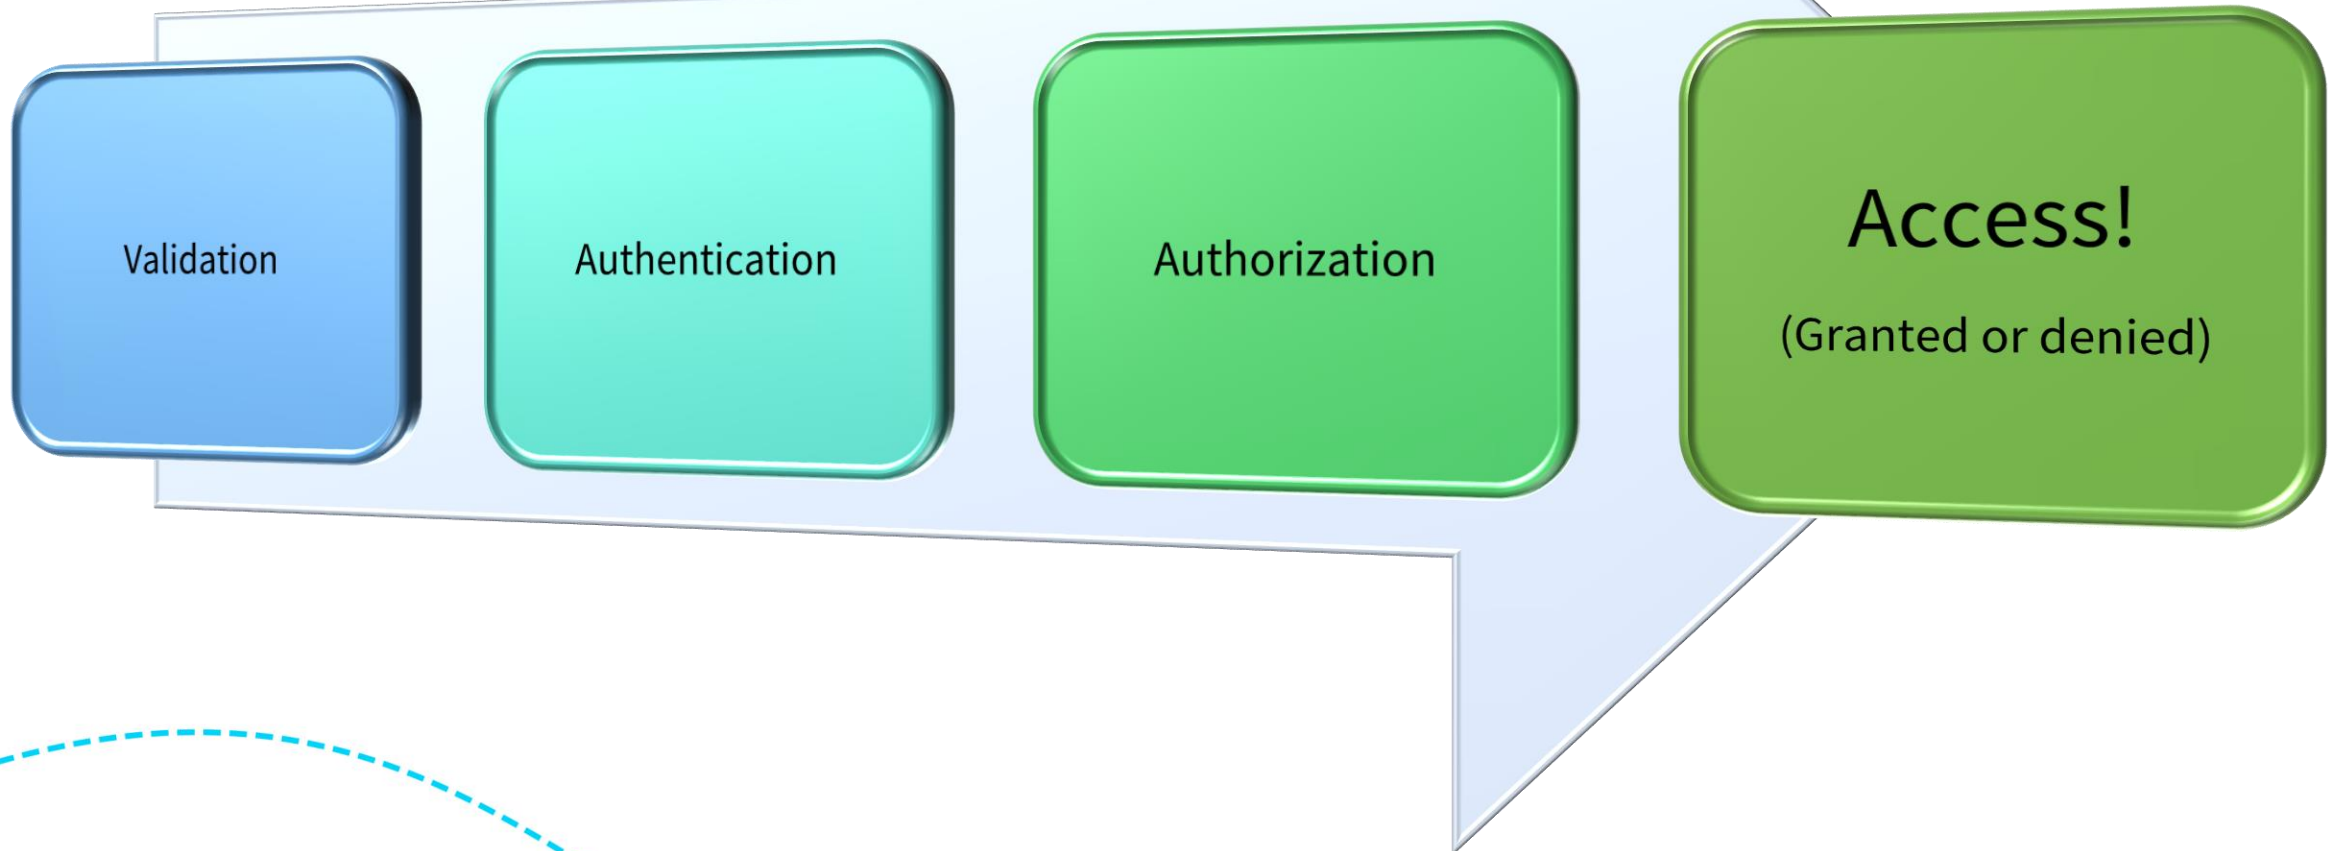 Validation
Authentication
Authorization
Access!
(Granted or denied)